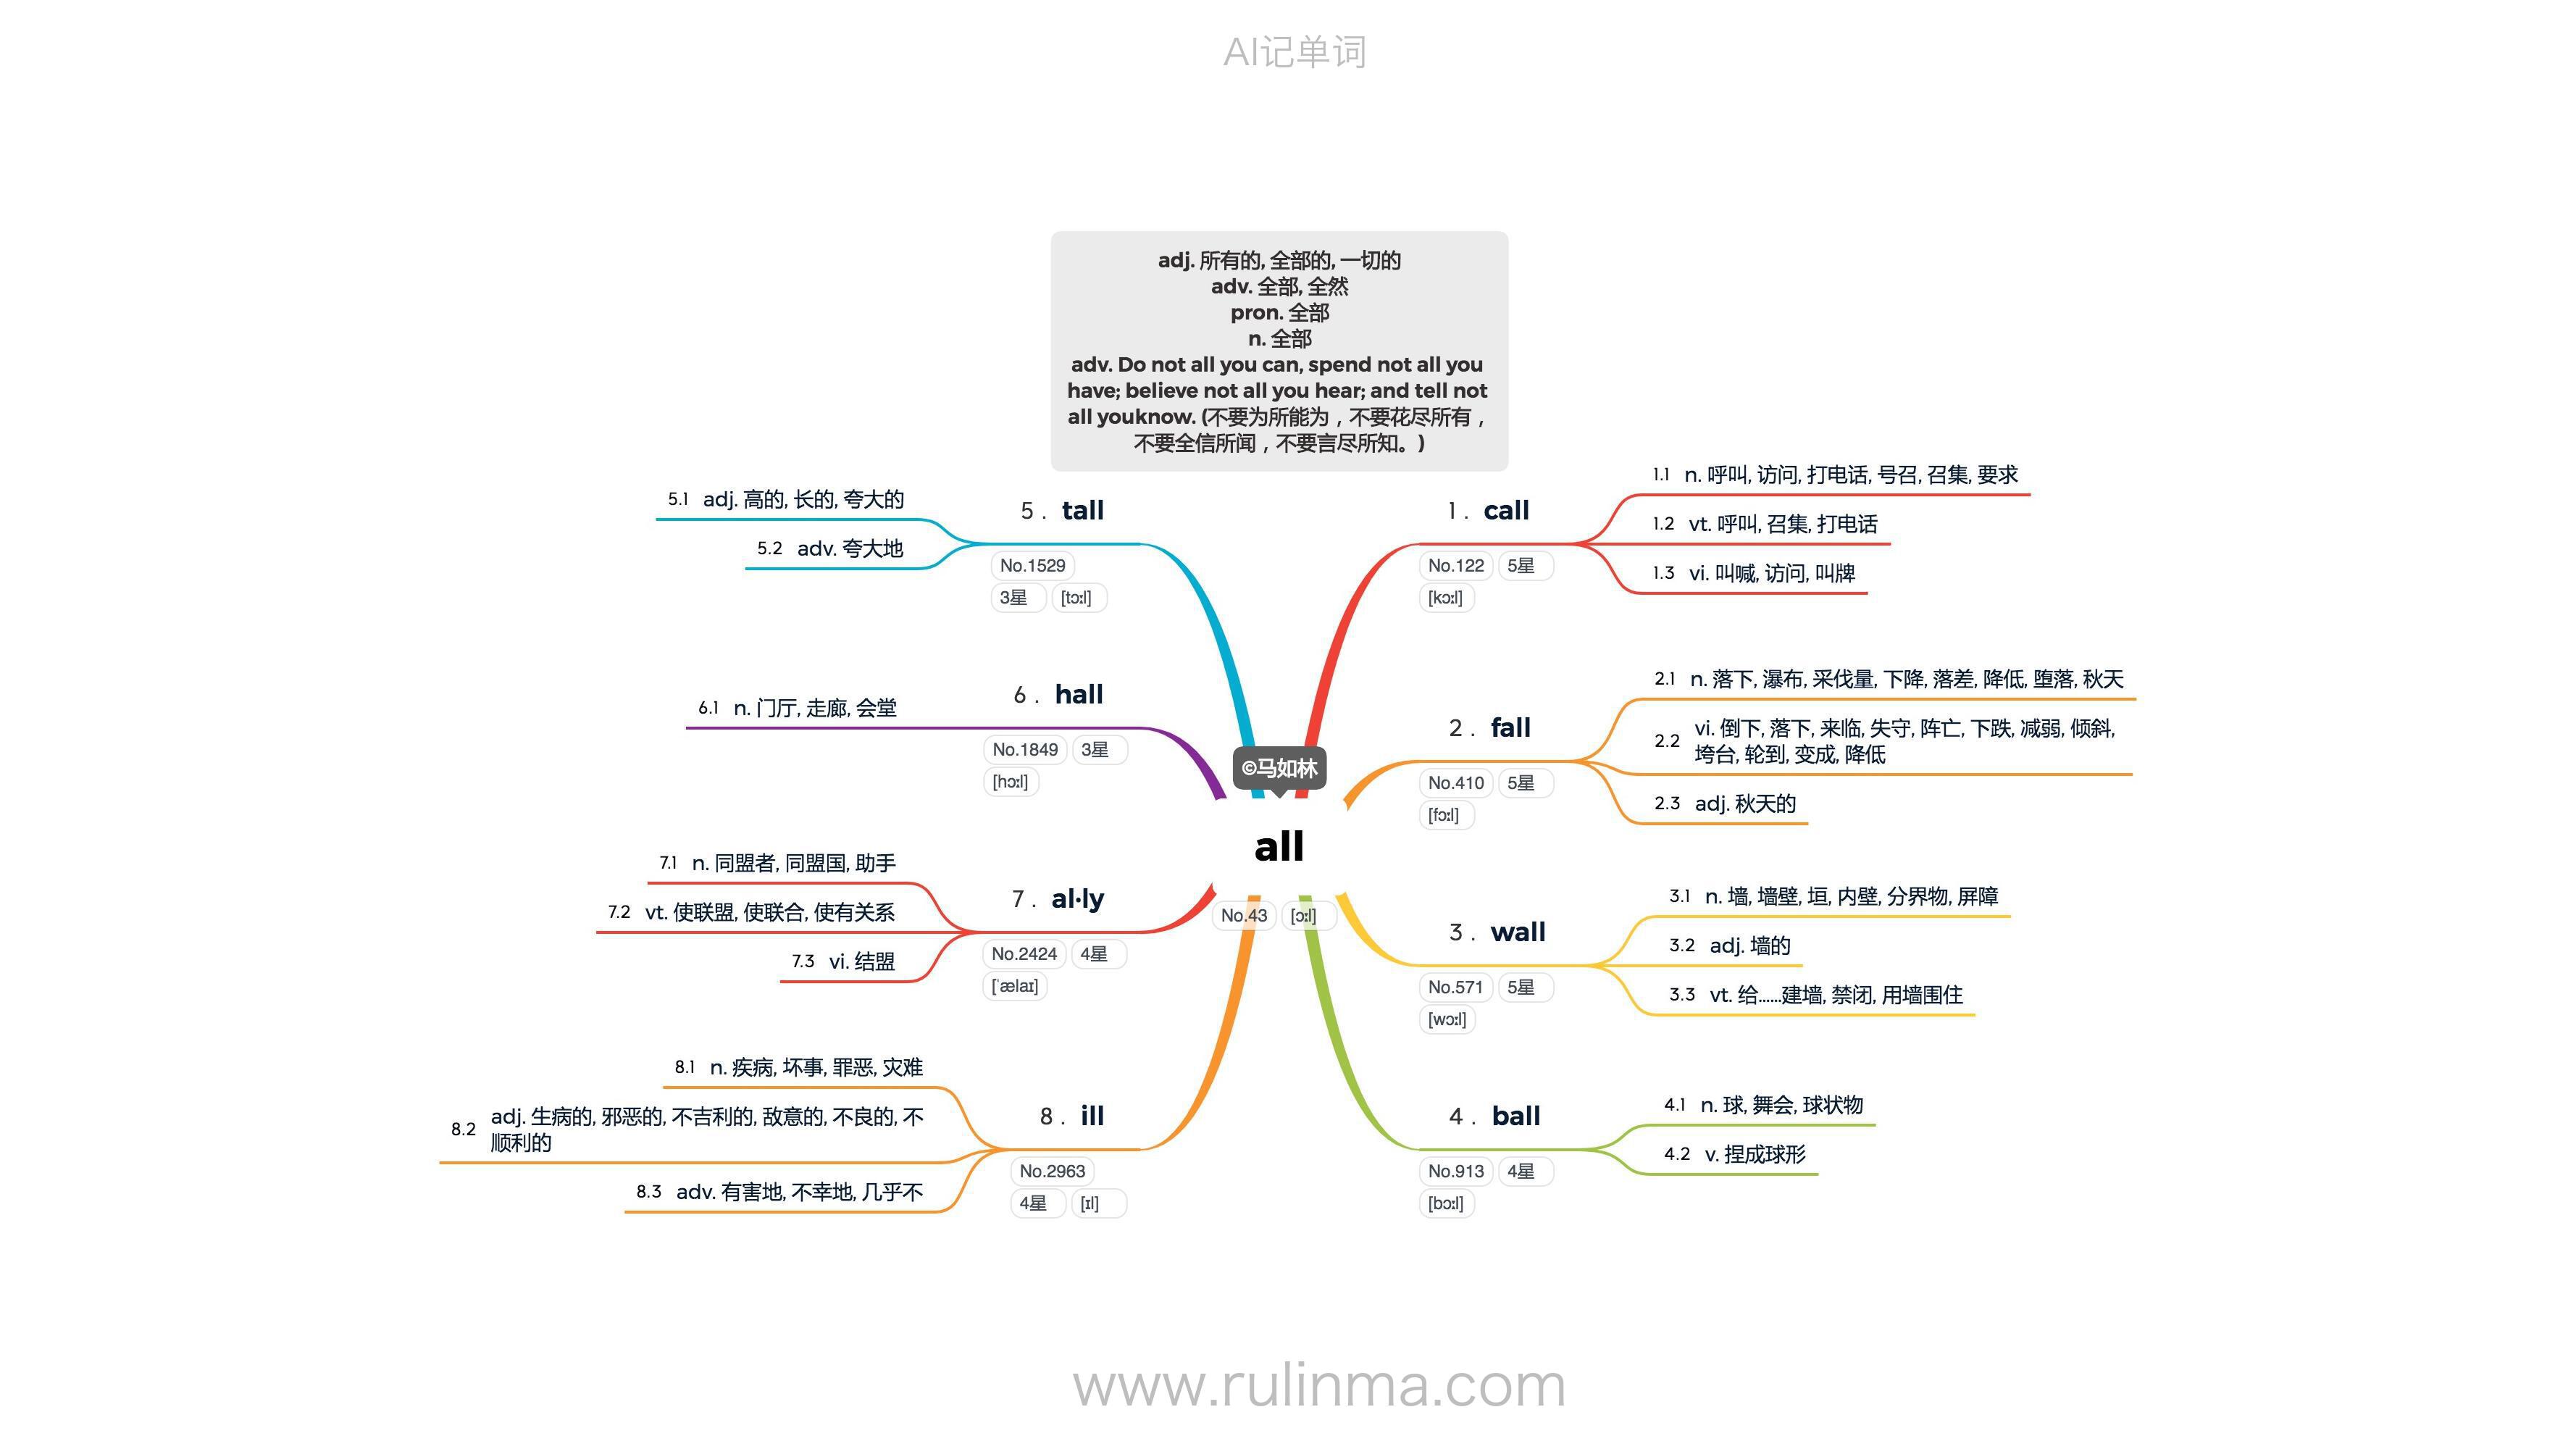 AI记单词
adj. 所有的, 全部的, 一切的
adv. 全部, 全然
pron. 全部
n. 全部
adv. Do not all you can, spend not all you
have; believe not all you hear; and tell not
all youknow. (不要为所能为，不要花尽所有，
不要全信所闻，不要言尽所知。)
©马如林
all
No.43 [ɔːl]
1. call
No.122 5星
[kɔːl]
1.1 n. 呼叫, 访问, 打电话, 号召, 召集, 要求
1.2 vt. 呼叫, 召集, 打电话
1.3 vi. 叫喊, 访问, 叫牌
2. fall
No.410 5星
[fɔːl]
2.1 n. 落下, 瀑布, 采伐量, 下降, 落差, 降低, 堕落, 秋天
2.2 vi. 倒下, 落下, 来临, 失守, 阵亡, 下跌, 减弱, 倾斜,
垮台, 轮到, 变成, 降低
2.3 adj. 秋天的
3. wall
No.571 5星
[wɔːl]
3.1 n. 墙, 墙壁, 垣, 内壁, 分界物, 屏障
3.2 adj. 墙的
3.3 vt. 给……建墙, 禁闭, 用墙围住
4. ball
No.913 4星
[bɔːl]
4.1 n. 球, 舞会, 球状物
4.2 v. 捏成球形
5. tall
No.1529
3星 [tɔːl]
5.1 adj. 高的, 长的, 夸大的
5.2 adv. 夸大地
6. hall
No.1849 3星
[hɔːl]
6.1 n. 门厅, 走廊, 会堂
7. al·ly
No.2424 4星
[ˈælaɪ]
7.1 n. 同盟者, 同盟国, 助手
7.2 vt. 使联盟, 使联合, 使有关系
7.3 vi. 结盟
8. ill
No.2963
4星 [ɪl]
8.1 n. 疾病, 坏事, 罪恶, 灾难
8.2 adj. 生病的, 邪恶的, 不吉利的, 敌意的, 不良的, 不
顺利的
8.3 adv. 有害地, 不幸地, 几乎不
www.rulinma.com